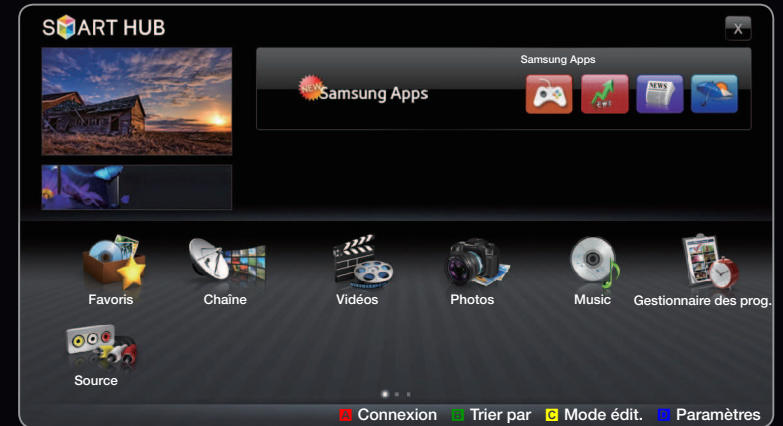 SMART HUB
X
Samsung Apps
NEW
Samsung Apps
NEWS
Favoris
Chaîne
Vidéos
Photos
Music
Gestionnaire des prog.
Source
A Connexion B Trier par C Mode édit. D Paramètres